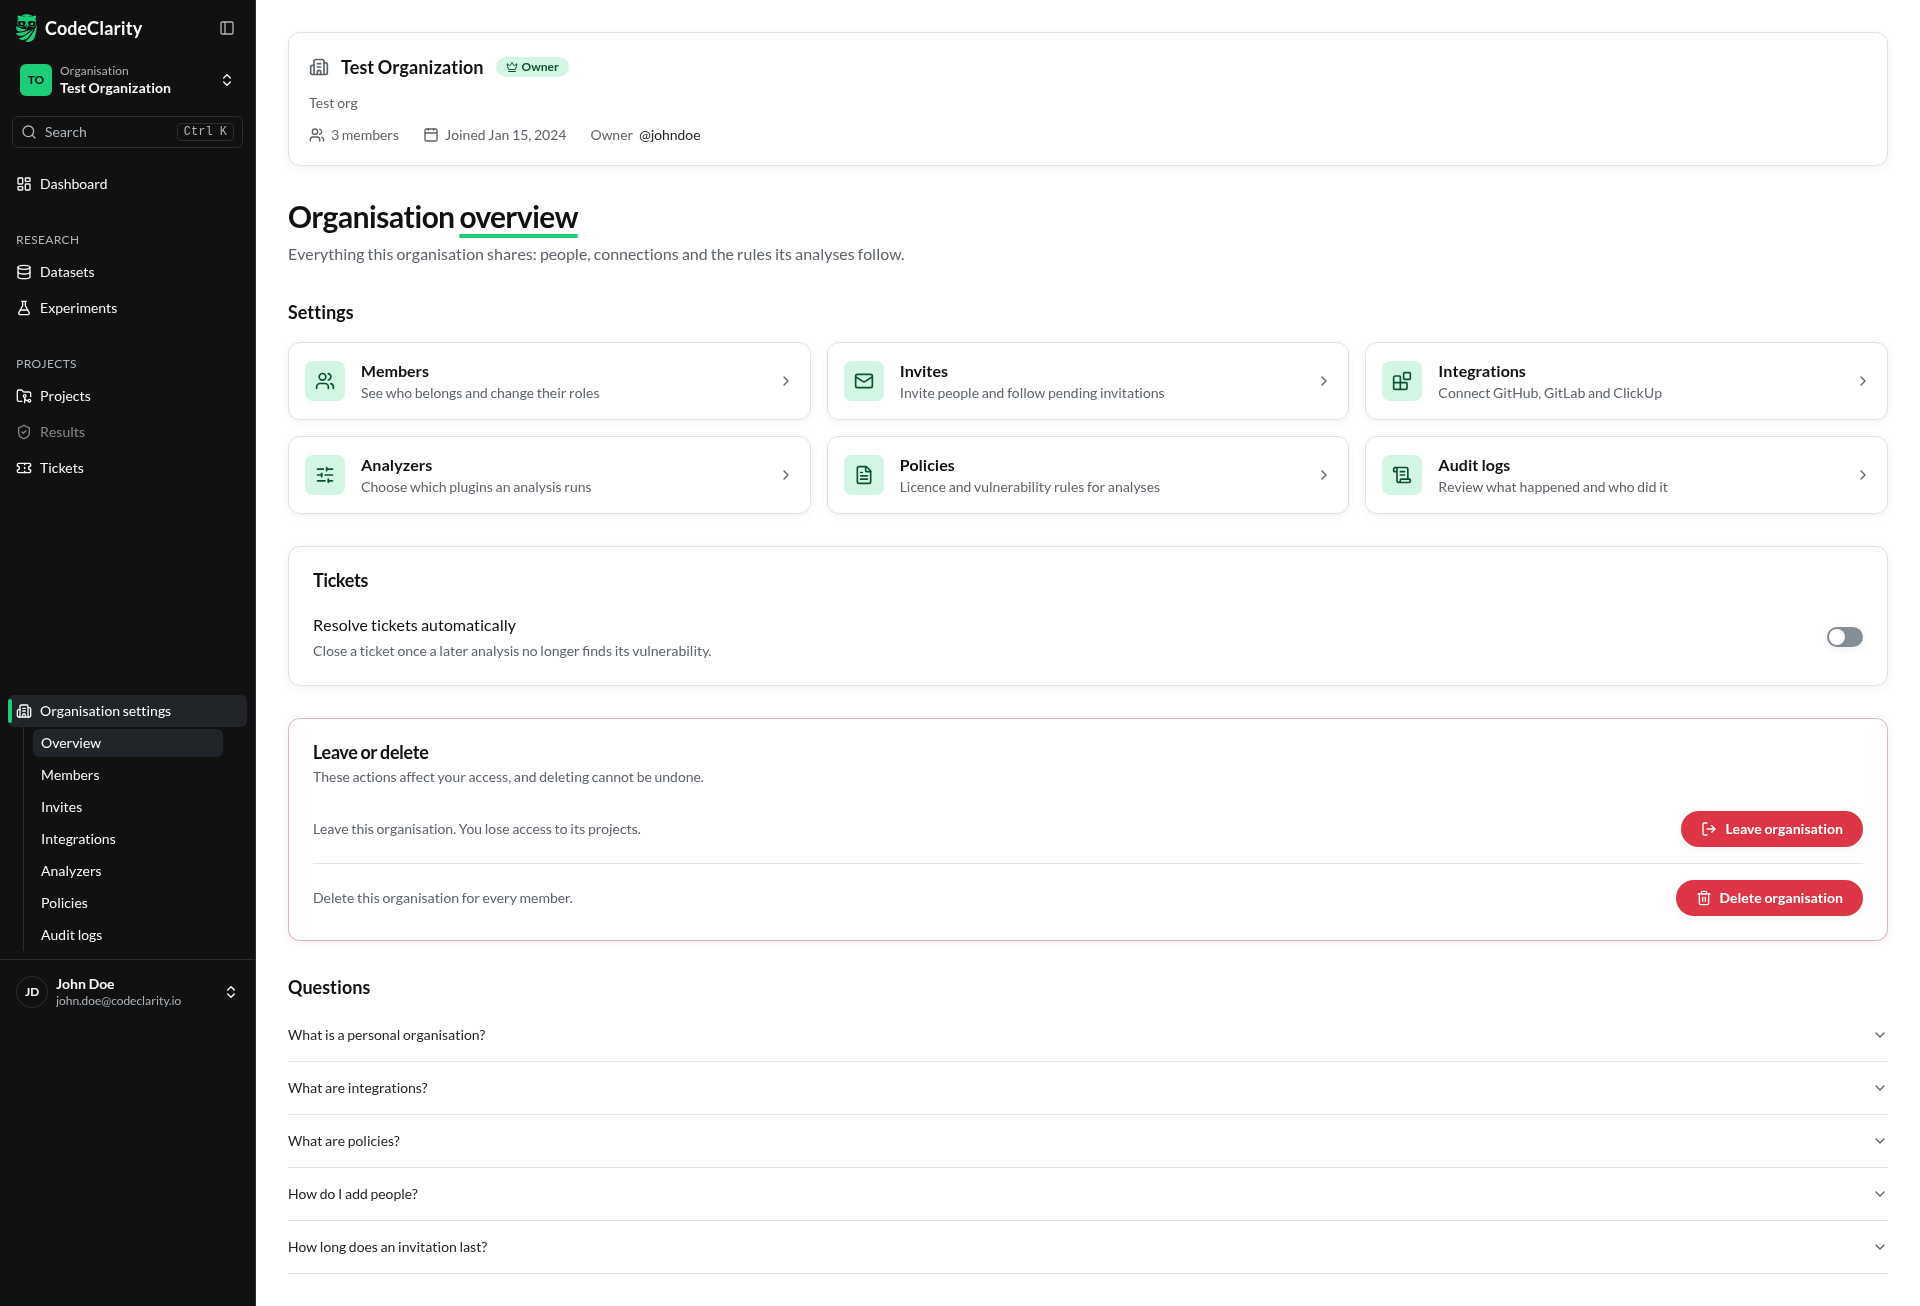 CodeClarity
TO
Organisation
Test Organization
Search
Ctrl K
Dashboard
RESEARCH
Datasets
Experiments
PROJECTS
Projects
Results
Tickets
Organisation settings
Overview
Members
Invites
Integrations
Analyzers
Policies
Audit logs
JD
John Doe
john.doe@codeclarity.io
Test Organization
Owner
Test org
3 members
Joined Jan 15, 2024
Owner @johndoe
Organisation overview
Everything this organisation shares: people, connections and the rules its analyses follow.
Settings
Members
See who belongs and change their roles
Invites
Invite people and follow pending invitations
Integrations
Connect GitHub, GitLab and ClickUp
Analyzers
Choose which plugins an analysis runs
Policies
Licence and vulnerability rules for analyses
Audit logs
Review what happened and who did it
Tickets
Resolve tickets automatically
Close a ticket once a later analysis no longer finds its vulnerability.
Leave or delete
These actions affect your access, and deleting cannot be undone.
Leave this organisation. You lose access to its projects.
Leave organisation
Delete this organisation for every member.
Delete organisation
Questions
What is a personal organisation?
What are integrations?
What are policies?
How do I add people?
How long does an invitation last?